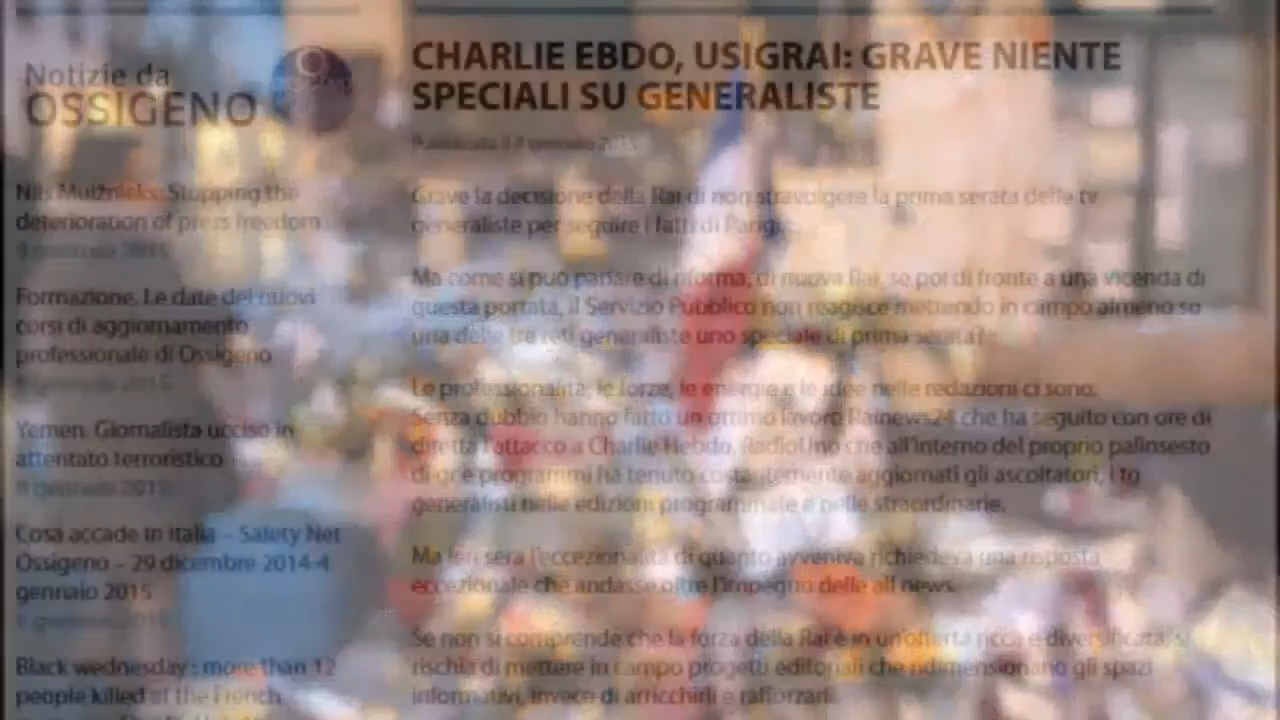 Notizie da
OSSIGENO
Nils Muižnieks: Stopping the
deterioration of press freedom
Formazione. Le date dei nuovi
corsi di aggiornamento
professionale di Ossigeno
Yemen. Giornalista ucciso in
attentato terroristico
Cosa accade in Italia – Safety Net
Ossigeno – 29 dicembre 2014-4
gennaio 2015
Black wednesday : more than 12
people killed at the French
CHARLIE EBDO, USIGRAI: GRAVE NIENTE
SPECIALI SU GENERALISTE
Grave la decisione della Rai di non stravolgere la prima serata delle tv
generaliste per seguire i fatti di Parigi.
Ma come si può parlare di riforma, di nuova Rai, se poi di fronte a una vicenda di
questa portata, il Servizio Pubblico non reagisce mettendo in campo almeno su
una delle tre reti generaliste uno speciale di prima serata?
Le professionalità, le forze, le energie e le idee nelle redazioni ci sono.
Senza dubbio hanno fatto un ottimo lavoro Rainews24 che ha seguito con ore di
diretta l'attacco a Charlie Hebdo, RadioUno che all'interno del proprio palinsesto
di gr e programmi ha tenuto costantemente aggiornati gli ascoltatori, i tg
generalisti nelle edizioni programmate e nelle straordinarie.
Ma ieri sera l'eccezionalità di quanto avveniva richiedeva una risposta
eccezionale che andasse oltre l'impegno delle all news.
Se non si comprende che la forza della Rai è in un'offerta ricca e diversificata, si
rischia di mettere in campo progetti editoriali che ridimensionano gli spazi
informativi, invece di arricchirli e rafforzarli.